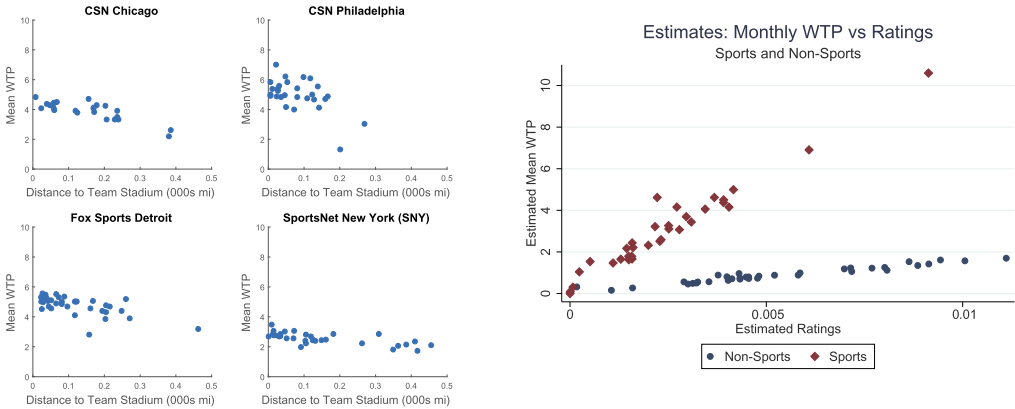 CSN Chicago
10
8
6
4
2
0
Mean WTP
0 0.1 0.2 0.3 0.4 0.5
Distance to Team Stadium (000s mi)
CSN Philadelphia
10
8
6
4
2
0
Mean WTP
0 0.1 0.2 0.3 0.4 0.5
Distance to Team Stadium (000s mi)
Fox Sports Detroit
10
8
6
4
2
0
Mean WTP
0 0.1 0.2 0.3 0.4 0.5
Distance to Team Stadium (000s mi)
SportsNet New York (SNY)
10
8
6
4
2
0
Mean WTP
0 0.1 0.2 0.3 0.4 0.5
Distance to Team Stadium (000s mi)
Estimates: Monthly WTP vs Ratings
Sports and Non-Sports
10
8
6
4
2
0
Estimated Mean WTP
0 0.005 0.01
Estimated Ratings
Non-Sports Sports